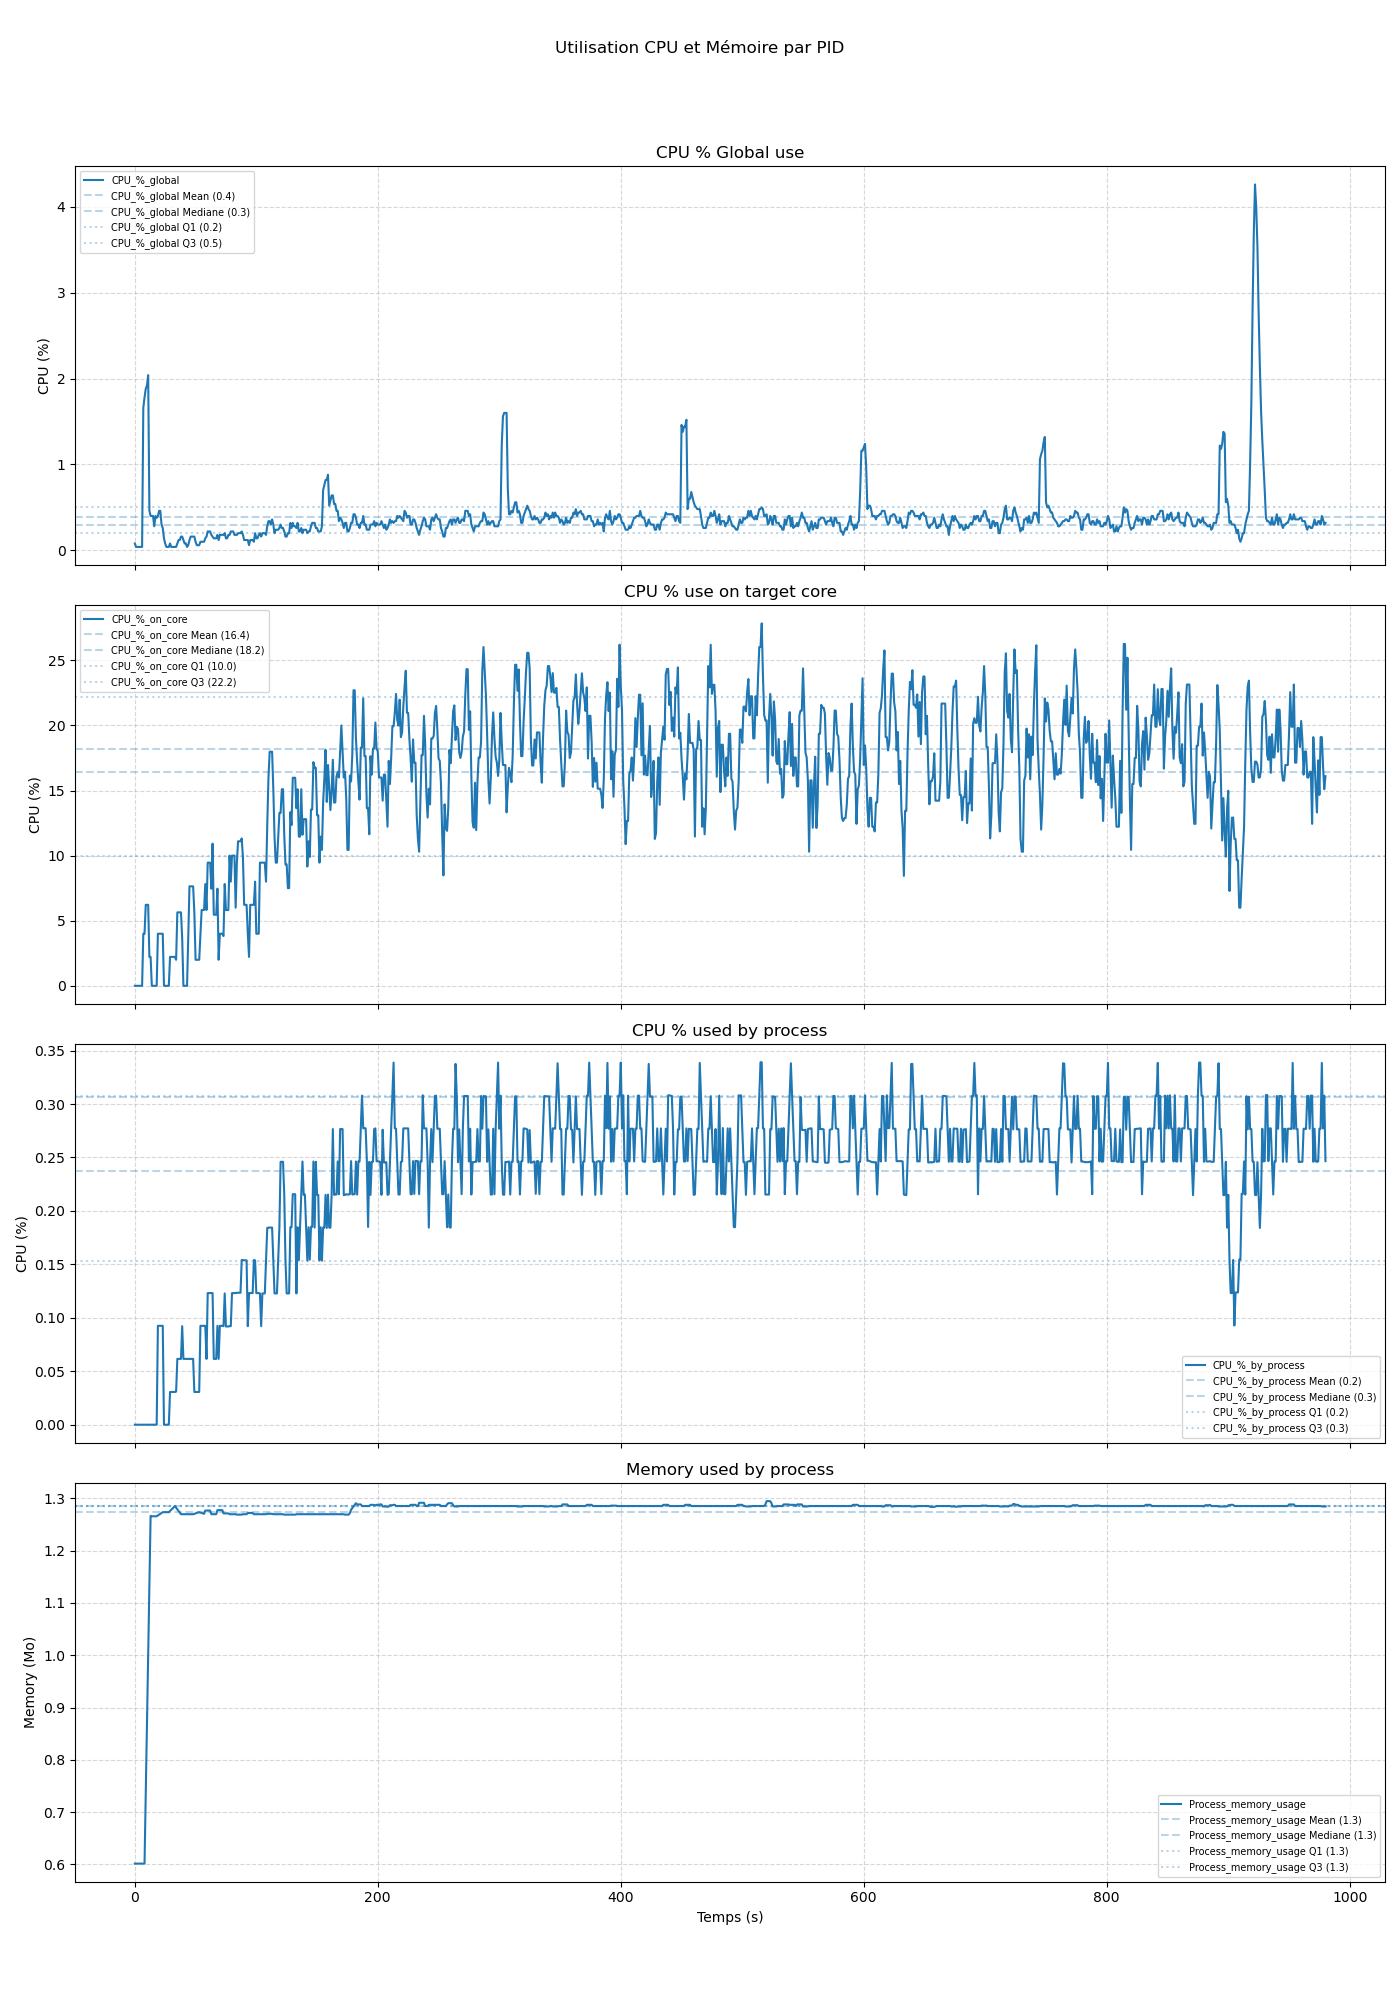 Utilisation CPU et Mémoire par PID
CPU % Global use
CPU_%_global
CPU_%_global Mean (0.4)
CPU_%_global Mediane (0.3)
CPU_%_global Q1 (0.2)
CPU_%_global Q3 (0.5)
4
3
2
1
0
CPU (%)
CPU % use on target core
CPU_%_on_core
CPU_%_on_core Mean (16.4)
CPU_%_on_core Mediane (18.2)
CPU_%_on_core Q1 (10.0)
CPU_%_on_core Q3 (22.2)
25
20
15
10
5
0
CPU (%)
CPU % used by process
0.35
0.30
0.25
0.20
0.15
0.10
0.05
0.00
CPU (%)
CPU_%_by_process
CPU_%_by_process Mean (0.2)
CPU_%_by_process Mediane (0.3)
CPU_%_by_process Q1 (0.2)
CPU_%_by_process Q3 (0.3)
Memory used by process
1.3
1.2
1.1
1.0
0.9
0.8
0.7
0.6
Memory (Mo)
Process_memory_usage
Process_memory_usage Mean (1.3)
Process_memory_usage Mediane (1.3)
Process_memory_usage Q1 (1.3)
Process_memory_usage Q3 (1.3)
0 200 400 600 800 1000
Temps (s)